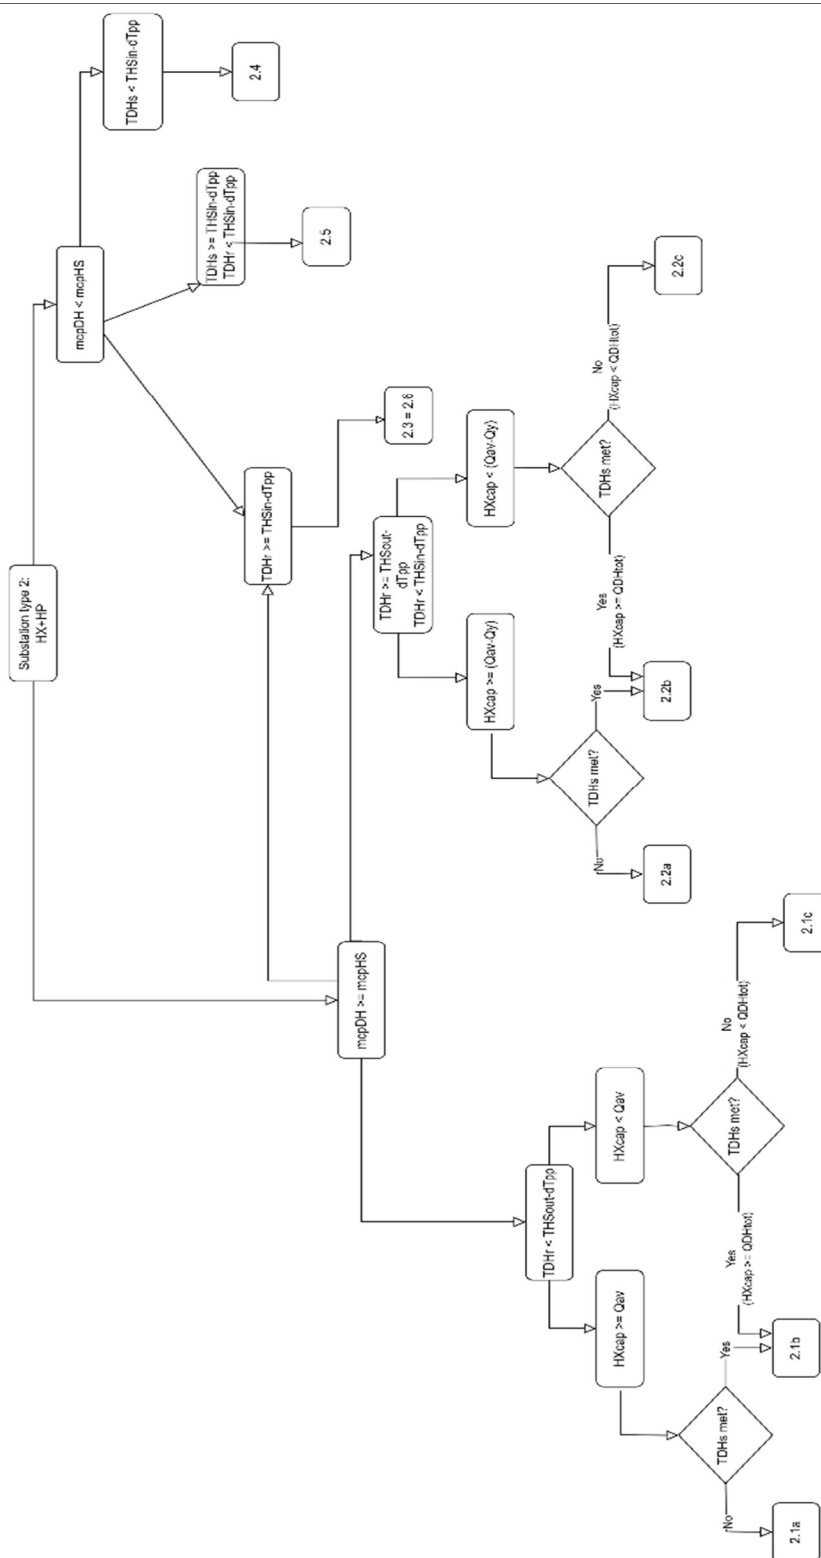 Substation type 2:
HX+HP
mcpDH >= mcpHS
mcpDH < mcpHS
TDHr < THSout-dTpp
TDHr >= THSout-
dTpp
TDHr < THSin-dTpp
TDHr >= THSin-dTpp
TDHs >= THSin-dTpp
TDHr < THSin-dTpp
TDHs < THSin-dTpp
HXcap >= Qav
HXcap < Qav
HXcap >= (Qav-Qy)
HXcap < (Qav-Qy)
2.3 = 2.6
2.5
2.4
TDHs met?
No
Yes
TDHs met?
Yes
(HXcap >= QDHtot)
No
(HXcap < QDHtot)
TDHs met?
No
Yes
TDHs met?
Yes
(HXcap >= QDHtot)
No
(HXcap < QDHtot)
2.1a
2.1b
2.1c
2.2a
2.2b
2.2c